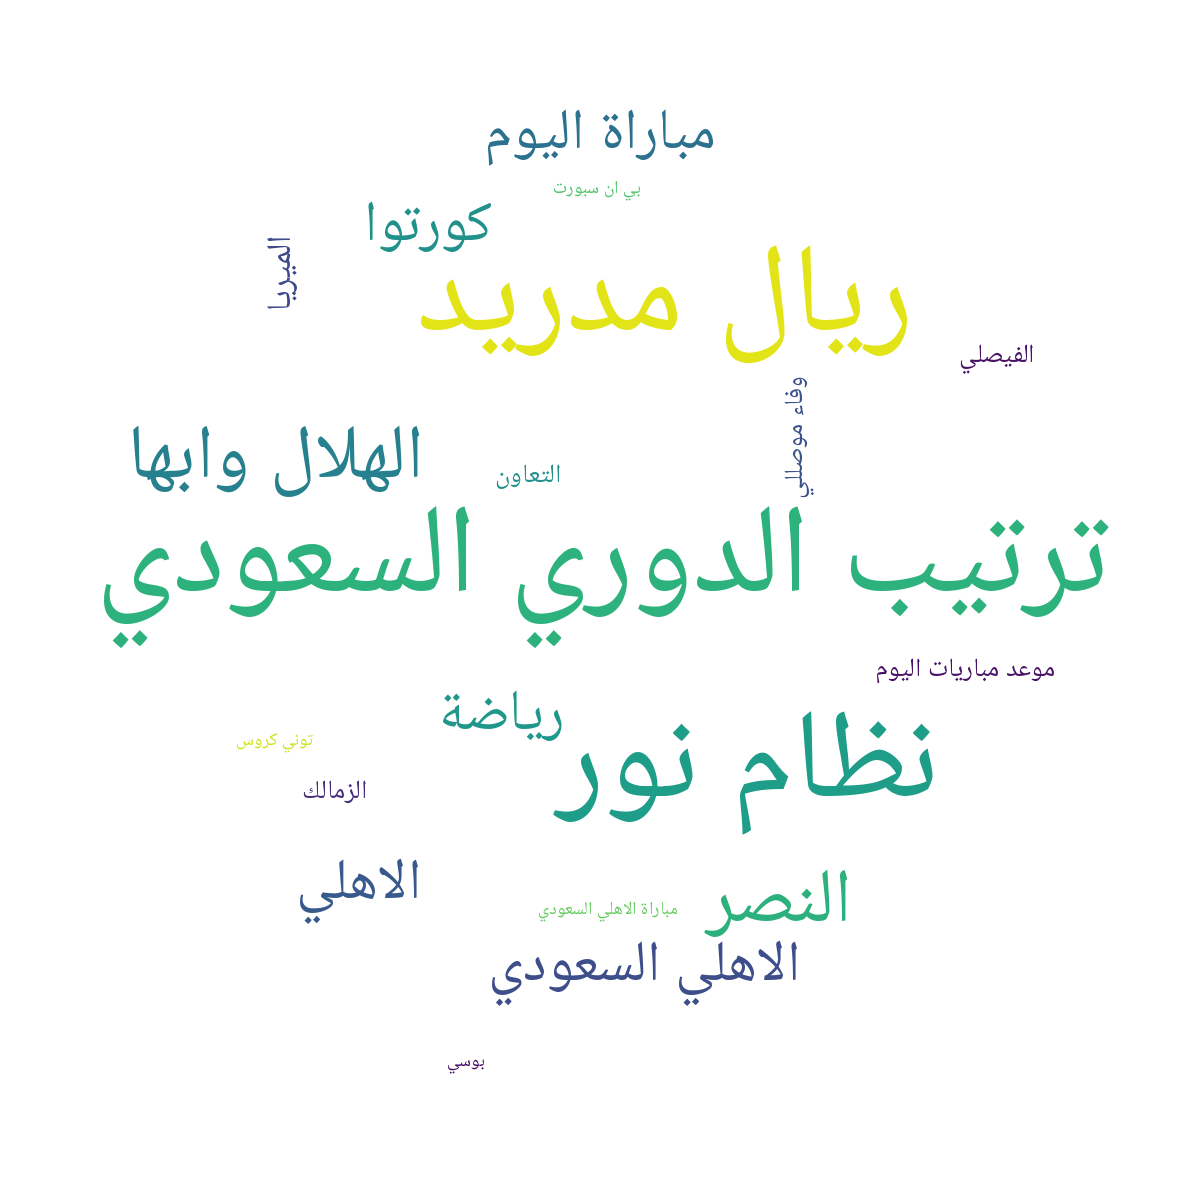 مباراة اليوم
بي ان سبورت
كورتوا
الميريا
ريال مدريد
الفيصلي
وفاء موصللي
الهلال وابها
التعاون
ترتيب الدوري السعودي
موعد مباريات اليوم
رياضة
نظام نور
توني كروس
الزمالك
الاهلي
النصر
مباراة الاهلي السعودي
الاهلي السعودي
بوسي